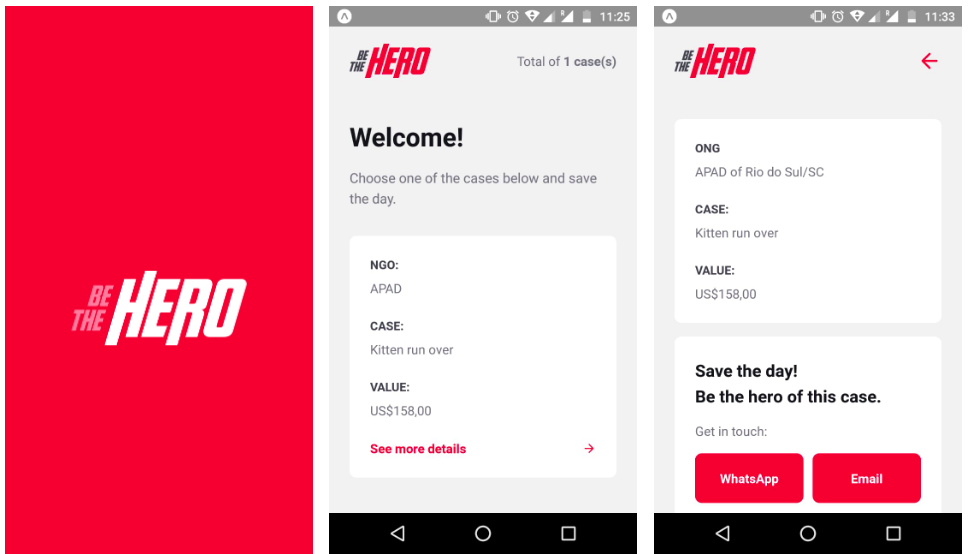 BE
THE HERO
11:25
BE
THE HERO
Total of 1 case(s)
Welcome!
Choose one of the cases below and save
the day.
NGO:
APAD
CASE:
Kitten run over
VALUE:
US$158,00
See more details
R
11:33
BE
THE HERO
ONG
APAD of Rio do Sul/SC
CASE:
Kitten run over
VALUE:
US$158,00
Save the day!
Be the hero of this case.
Get in touch:
WhatsApp
Email